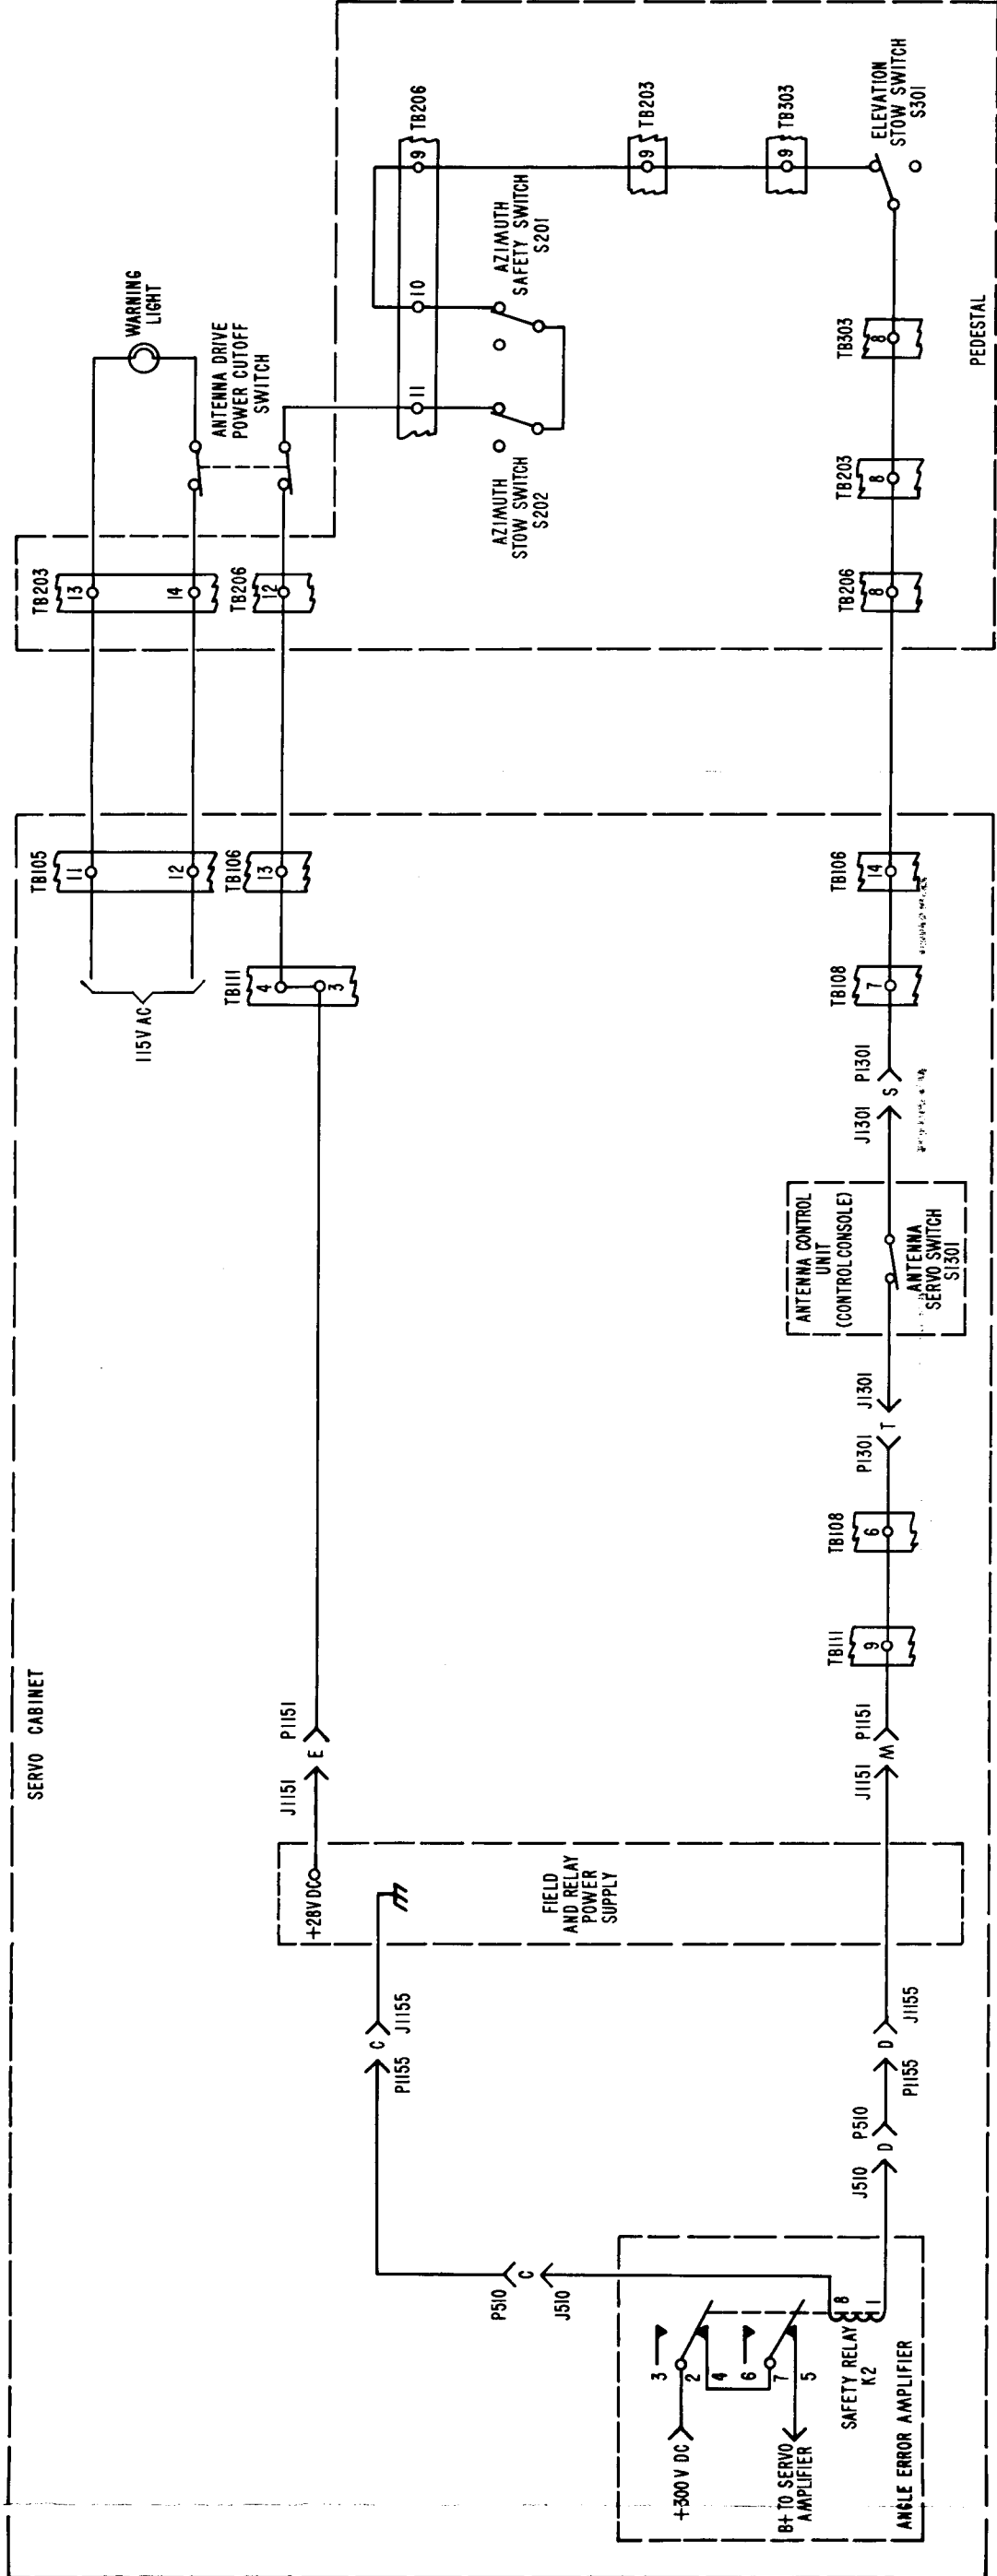 SERVO CABINET
+28V DC
J1151
E
P1151
TB111
4
3
115V AC
TB105
11
12
TB106
13
TB203
13
14
TB206
12
WARNING
LIGHT
ANTENNA DRIVE
POWER CUTOFF
SWITCH
P1155
C
J1155
FIELD
AND RELAY
POWER
SUPPLY
P510
C
J510
3
2
4
6
7
5
+300 V DC
B+ TO SERVO
AMPLIFIER
8
1
SAFETY RELAY
K2
ANGLE ERROR AMPLIFIER
J510
D
P510
P1155
D
J1155
J1151
M
P1151
TB111
9
TB108
6
P1301
T
J1301
ANTENNA CONTROL
UNIT
(CONTROL CONSOLE)
ANTENNA
SERVO SWITCH
S1301
J1301
S
P1301
TB108
7
TB106
14
TB206
8
TB203
8
TB303
8
AZIMUTH
STOW SWITCH
S202
AZIMUTH
SAFETY SWITCH
S201
11
10
9
TB206
9
TB203
9
TB303
ELEVATION
STOW SWITCH
S301
PEDESTAL